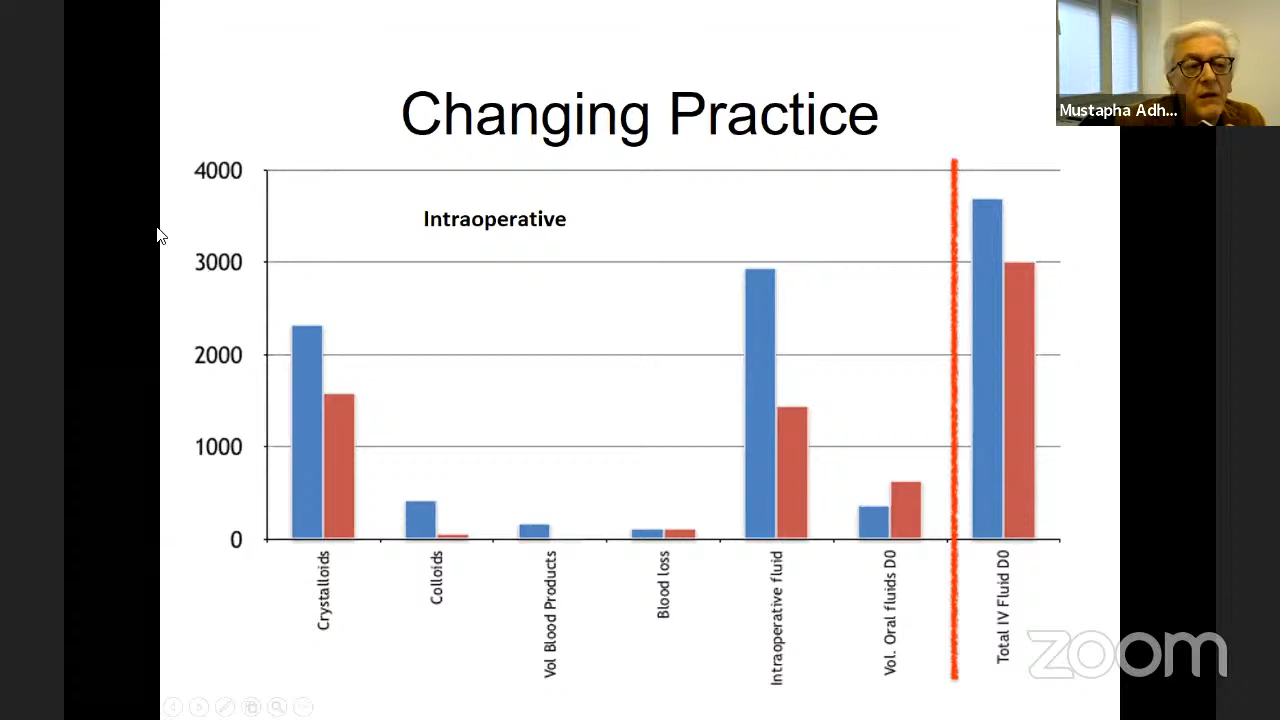 Changing Practice
Mustapha Adh...
4000
Intraoperative
3000
2000
1000
0
Crystalloids
Colloids
Vol Blood Products
Blood loss
Intraoperative fluid
Vol. Oral fluids D0
Total IV Fluid D0
zoom